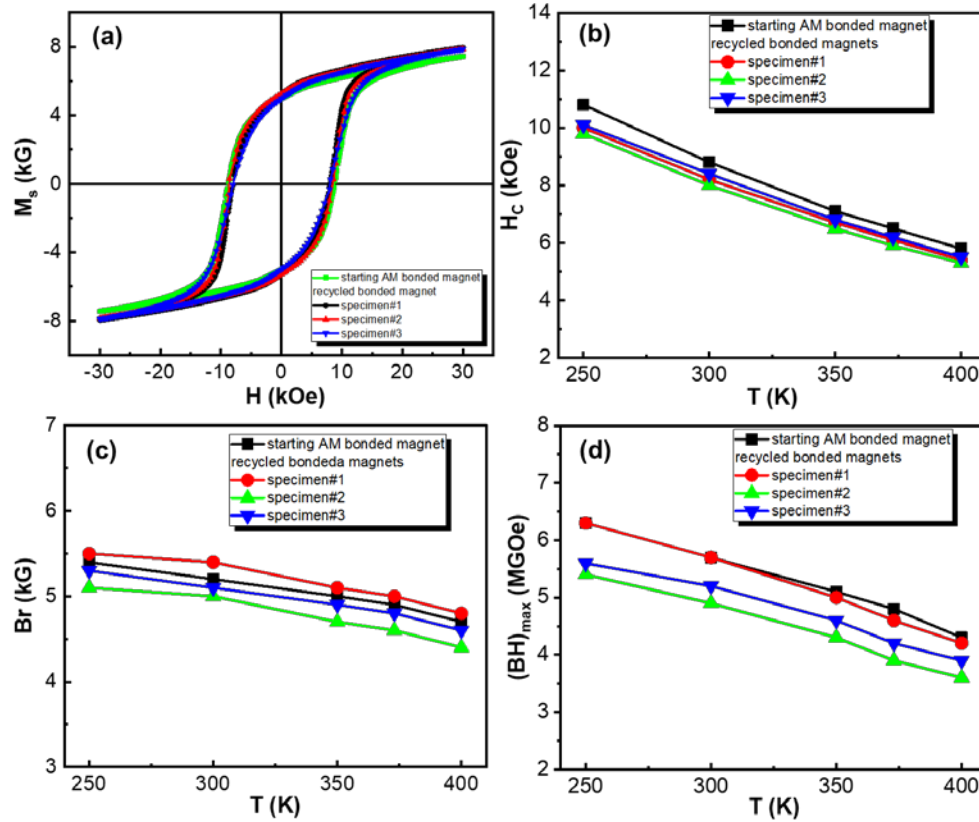 (a)
8
4
0
-4
-8
M_s (kG)
starting AM bonded magnet
recycled bonded magnet
specimen#1
specimen#2
specimen#3
-30 -20 -10 0 10 20 30
H (kOe)
(b)
starting AM bonded magnet
recycled bonded magnets
specimen#1
specimen#2
specimen#3
14
12
10
8
6
4
2
H_C (kOe)
250 300 350 400
T (K)
(c)
starting AM bonded magnet
recycled bondeda magnets
specimen#1
specimen#2
specimen#3
7
6
5
4
3
Br (kG)
250 300 350 400
T (K)
(d)
starting AM bonded magnet
recycled bonded magnets
specimen#1
specimen#2
specimen#3
8
7
6
5
4
3
2
(BH)_max (MGOe)
250 300 350 400
T (K)